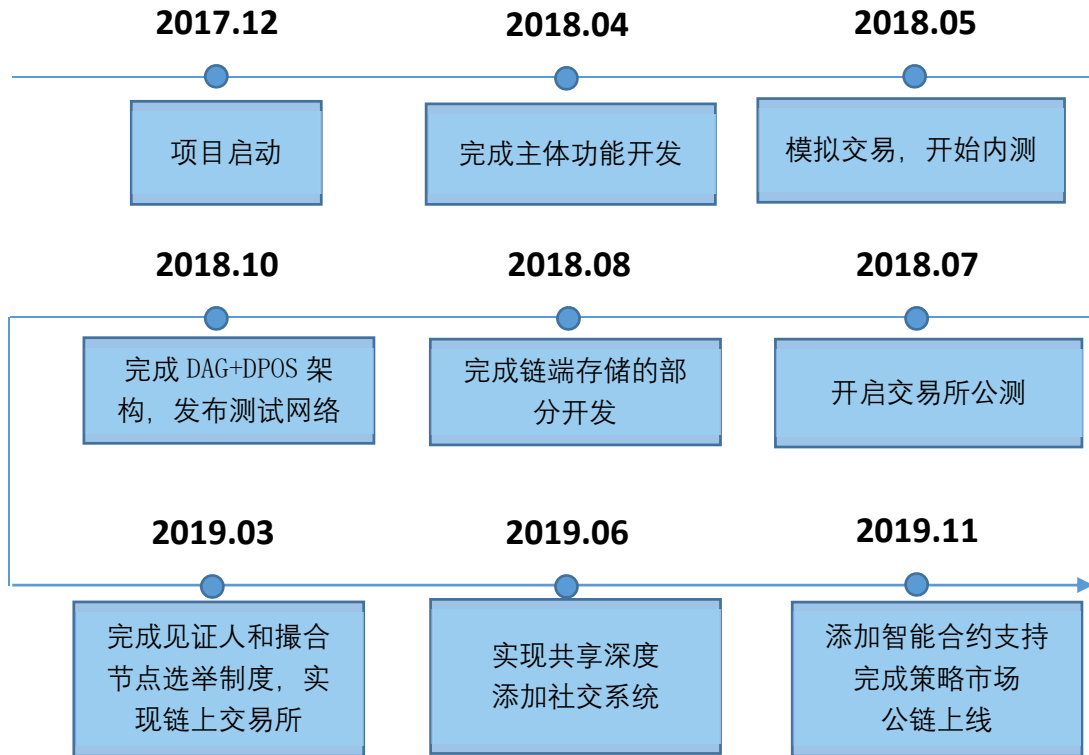 2017.12
2018.04
2018.05
项目启动
完成主体功能开发
模拟交易，开始内测
2018.10
2018.08
2018.07
完成 DAG+DPOS 架
构，发布测试网络
完成链端存储的部
分开发
开启交易所公测
2019.03
2019.06
2019.11
完成见证人和撮合
节点选举制度，实
现链上交易所
实现共享深度
添加社交系统
添加智能合约支持
完成策略市场
公链上线